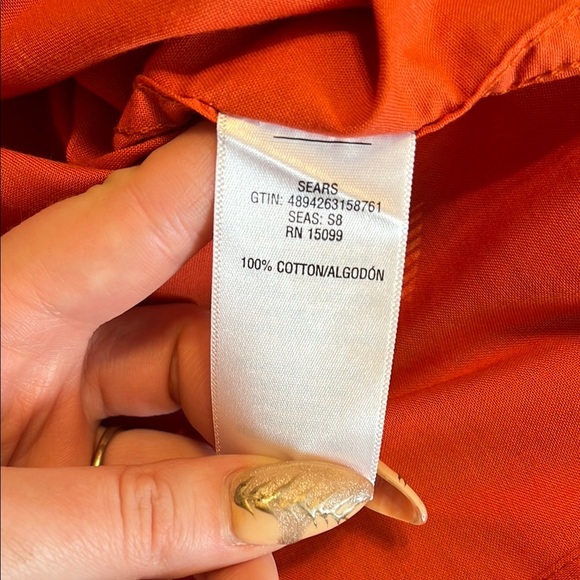 SEARS
GTIN: 4894263158761
SEAS: S8
RN 15099
100% COTTON/ALGODÓN